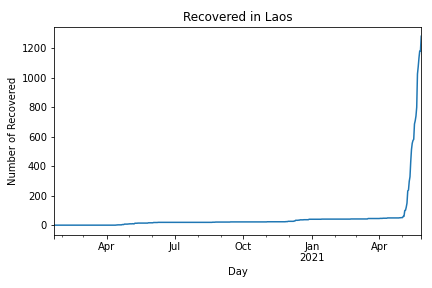 Recovered in Laos
1200
1000
800
600
400
200
0
Number of Recovered
Apr
Jul
Oct
Jan
2021
Apr
Day